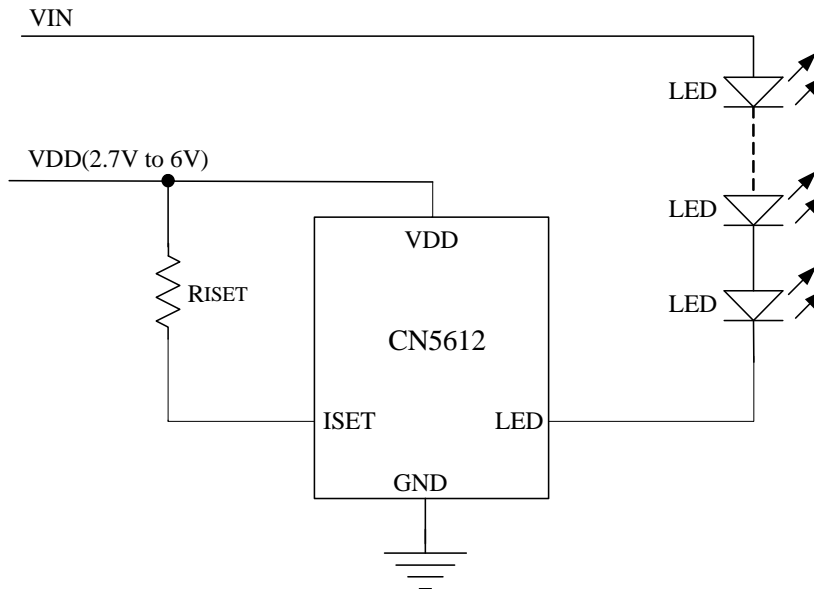 VIN
LED
VDD(2.7V to 6V)
LED
VDD
RISET
LED
CN5612
ISET
LED
GND